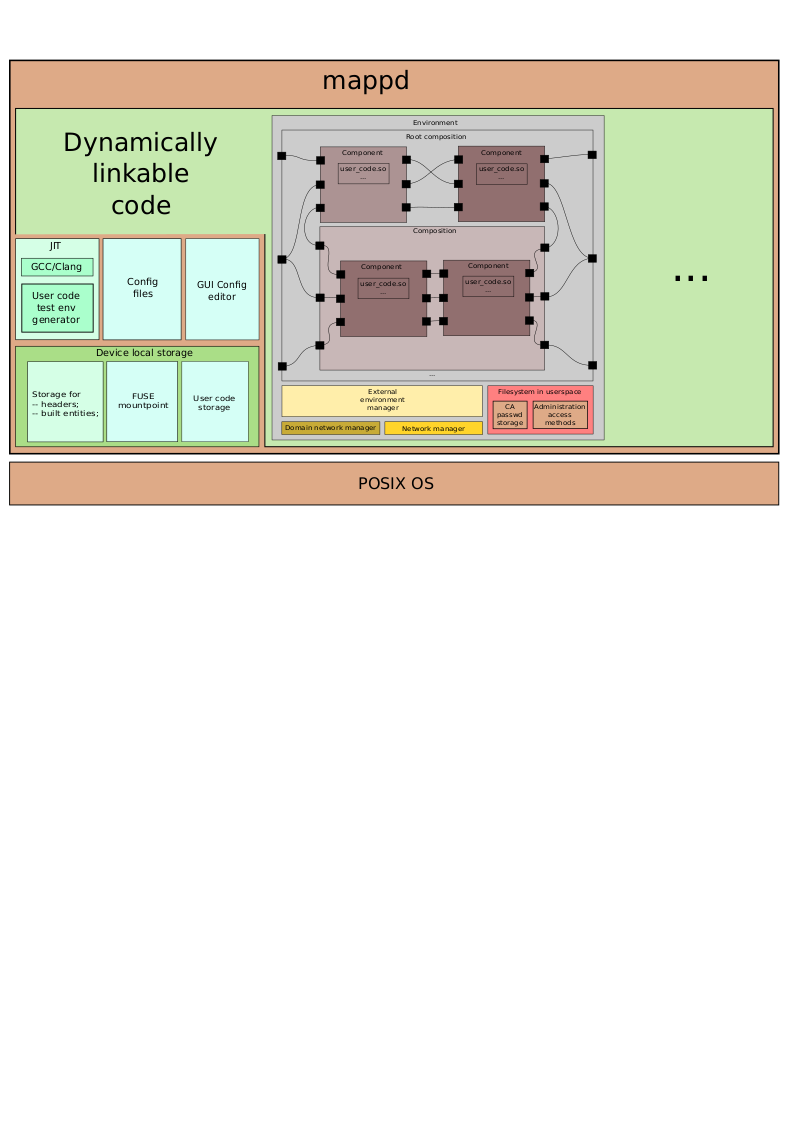 mappd
Dynamically
linkable
code
JIT
GCC/Clang
User code
test env
generator
Config
files
GUI Config
editor
Device local storage
Storage for
-- headers;
-- built entities;
FUSE
mountpoint
User code
storage
Environment
Root composition
Component
user_code.so
...
Component
user_code.so
...
Composition
Component
user_code.so
...
Component
user_code.so
...
...
External
environment
manager
Domain network manager
Network manager
Filesystem in userspace
CA
passwd
storage
Administration
access
methods
...
POSIX OS